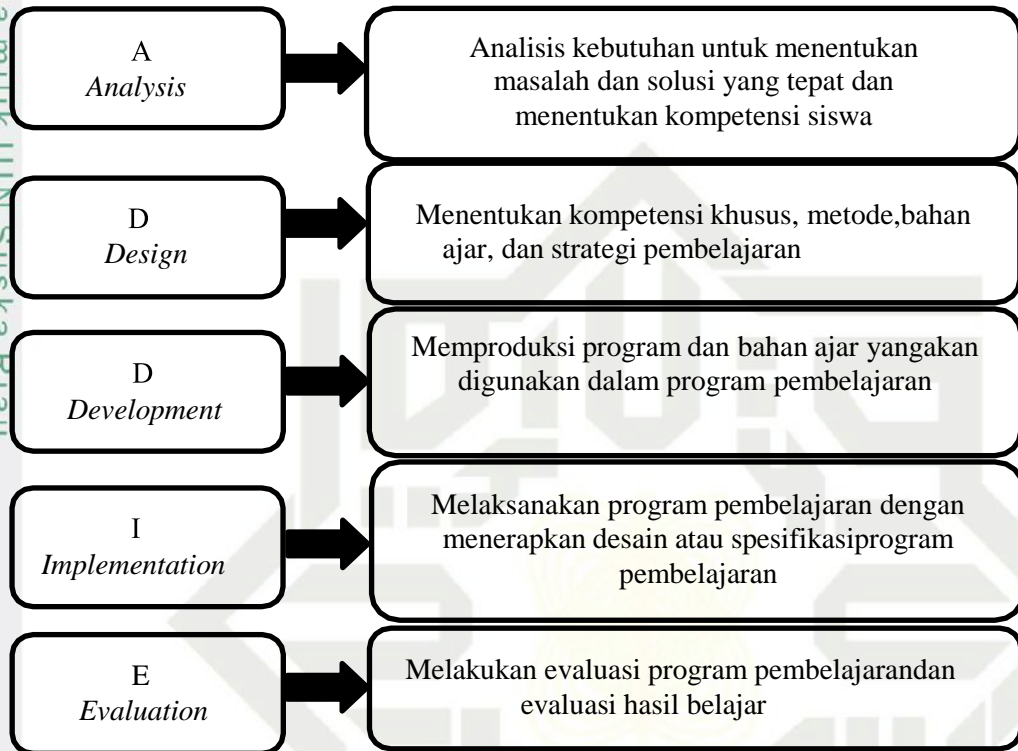 A
Analysis
Analisis kebutuhan untuk menentukan
masalah dan solusi yang tepat dan
menentukan kompetensi siswa
D
Design
Menentukan kompetensi khusus, metode,bahan
ajar, dan strategi pembelajaran
D
Development
Memproduksi program dan bahan ajar yangakan
digunakan dalam program pembelajaran
I
Implementation
Melaksanakan program pembelajaran dengan
menerapkan desain atau spesifikasiprogram
pembelajaran
E
Evaluation
Melakukan evaluasi program pembelajarandan
evaluasi hasil belajar